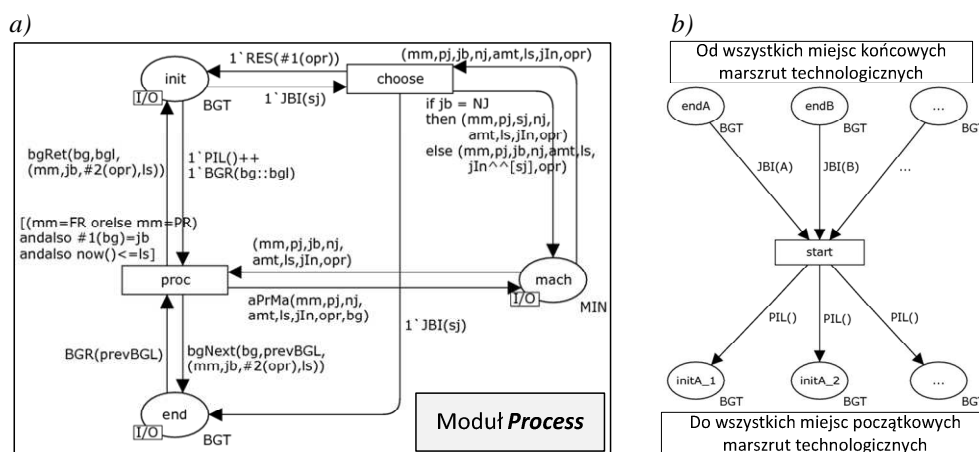 a)
b)
1`RES(#1(opr))
(mm,pj,jb,nj,amt,ls,jIn,opr)
init
choose
I/O
BGT
1`JBI(sj)
if jb = NJ
then (mm,pj,sj,nj,
amt,ls,jIn,opr)
else (mm,pj,jb,nj,amt,ls,
jIn^^[sj],opr)
bgRet(bg,bgl,
(mm,jb,#2(opr),ls))
1`PIL()++
1`BGR(bg::bgl)
[(mm=FR orelse mm=PR)
andalso #1(bg)=jb
andalso now()<=ls]
(mm,pj,jb,nj,
amt,ls,jIn,opr)
proc
mach
I/O
MIN
aPrMa(mm,pj,nj,
amt,ls,jIn,opr,bg)
1`JBI(sj)
BGR(prevBGL)
bgNext(bg,prevBGL,
(mm,jb,#2(opr),ls))
end
I/O
BGT
Moduł Process
Od wszystkich miejsc końcowych
marszrut technologicznych
endA
endB
...
BGT
BGT
BGT
JBI(A)
JBI(B)
...
start
PIL()
PIL()
PIL()
initA_1
initA_2
...
BGT
BGT
BGT
Do wszystkich miejsc początkowych
marszrut technologicznych